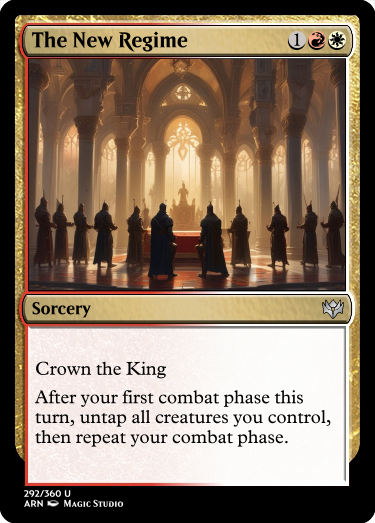 The New Regime 1
Sorcery
Crown the King
After your first combat phase this
turn, untap all creatures you control,
then repeat your combat phase.
292/360 U
ARN Magic Studio